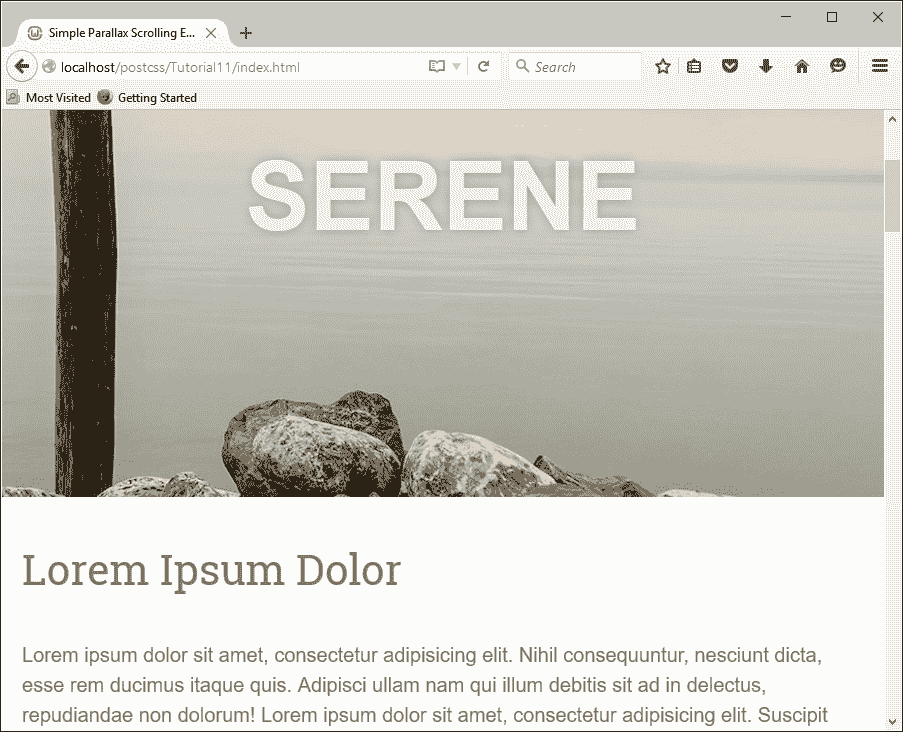 Simple Parallax Scrolling E...
localhost/postcss/Tutorial11/index.html
Search
Most Visited
Getting Started
SERENE
Lorem Ipsum Dolor
Lorem ipsum dolor sit amet, consectetur adipisicing elit. Nihil consequuntur, nesciunt dicta,
esse rem ducimus itaque quis. Adipisci ullam nam qui illum debitis sit ad in delectus,
repudiandae non dolorum! Lorem ipsum dolor sit amet, consectetur adipisicing elit. Suscipit